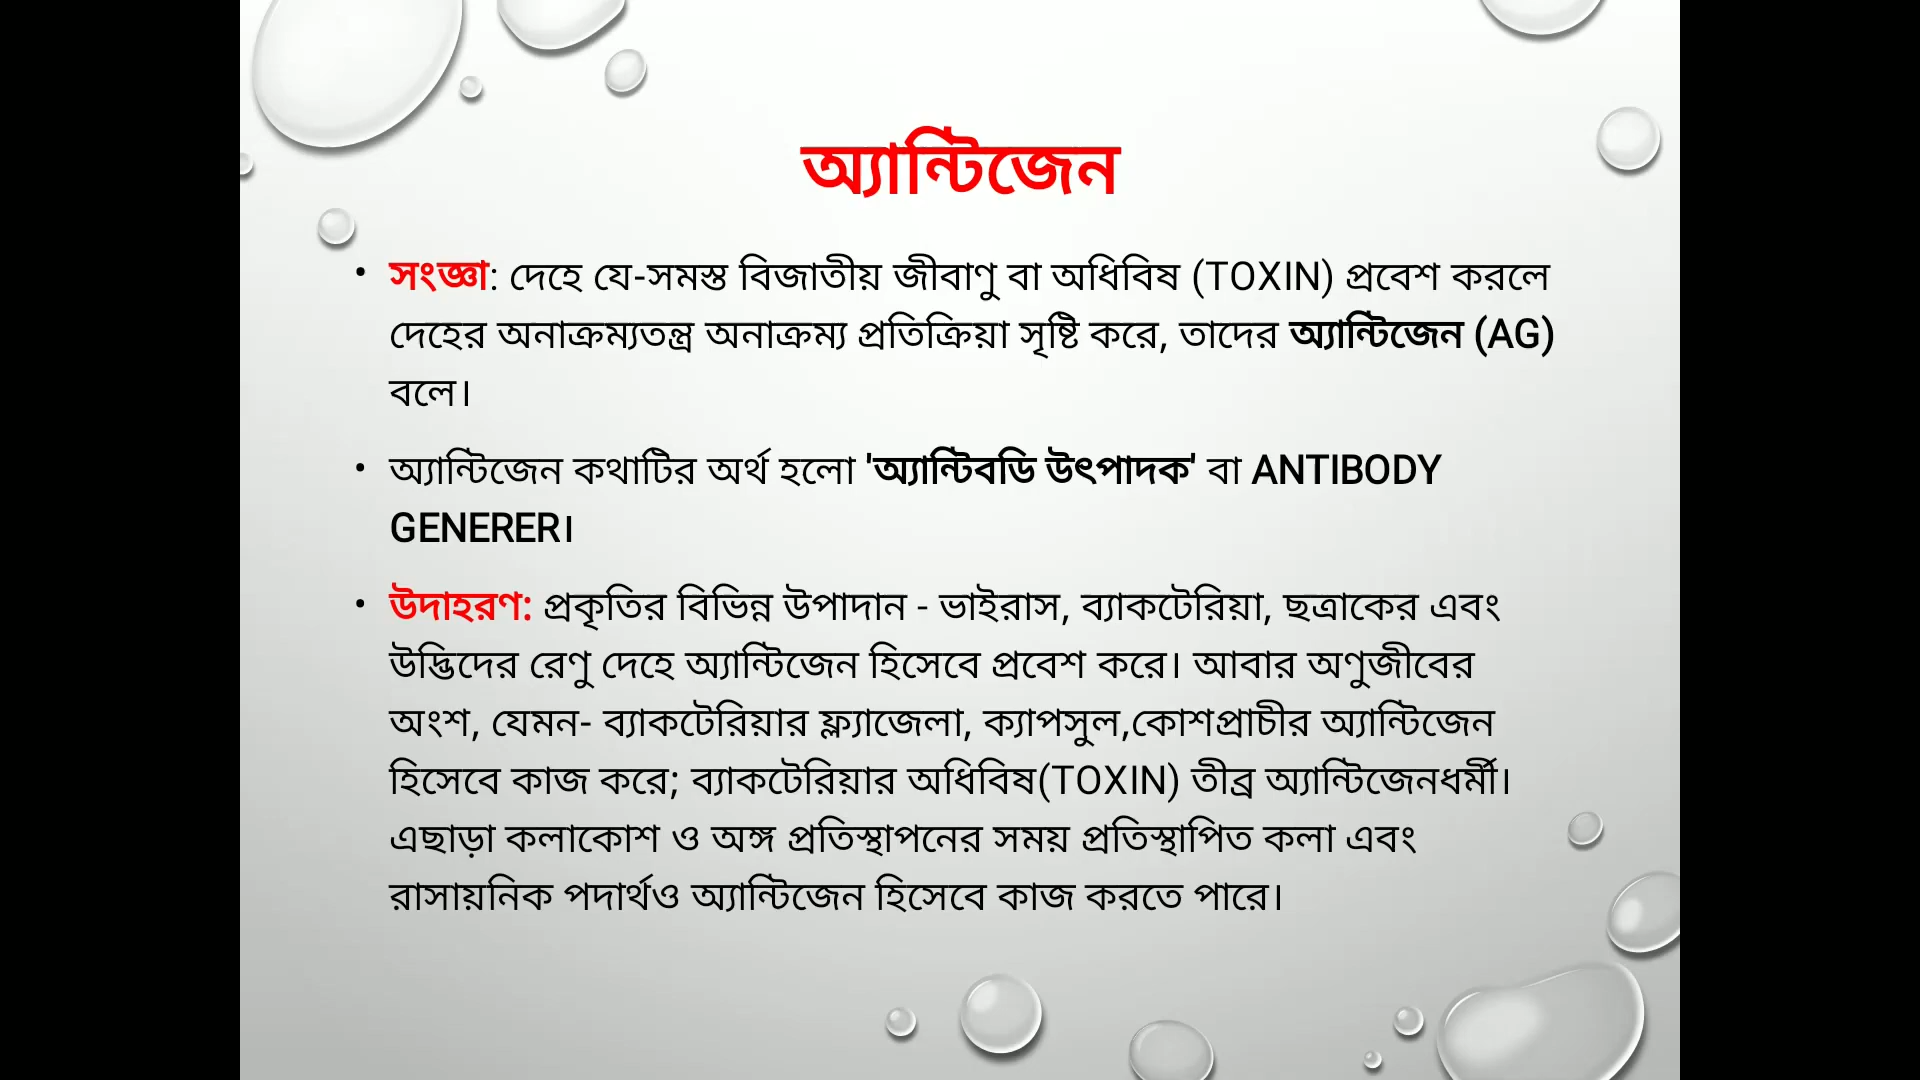 অ্যান্টিজেন
• সংজ্ঞা: দেহে যে-সমস্ত বিজাতীয় জীবাণু বা অধিবিষ (TOXIN) প্রবেশ করলে
দেহের অনাক্রম্যতন্ত্র অনাক্রম্য প্রতিক্রিয়া সৃষ্টি করে, তাদের অ্যান্টিজেন (AG)
বলে।
• অ্যান্টিজেন কথাটির অর্থ হলো 'অ্যান্টিবডি উৎপাদক' বা ANTIBODY
GENERER।
• উদাহরণ: প্রকৃতির বিভিন্ন উপাদান - ভাইরাস, ব্যাকটেরিয়া, ছত্রাকের এবং
উদ্ভিদের রেণু দেহে অ্যান্টিজেন হিসেবে প্রবেশ করে। আবার অণুজীবের
অংশ, যেমন- ব্যাকটেরিয়ার ফ্ল্যাজেলা, ক্যাপসুল,কোশপ্রাচীর অ্যান্টিজেন
হিসেবে কাজ করে; ব্যাকটেরিয়ার অধিবিষ(TOXIN) তীব্র অ্যান্টিজেনধর্মী।
এছাড়া কলাকোশ ও অঙ্গ প্রতিস্থাপনের সময় প্রতিস্থাপিত কলা এবং
রাসায়নিক পদার্থও অ্যান্টিজেন হিসেবে কাজ করতে পারে।